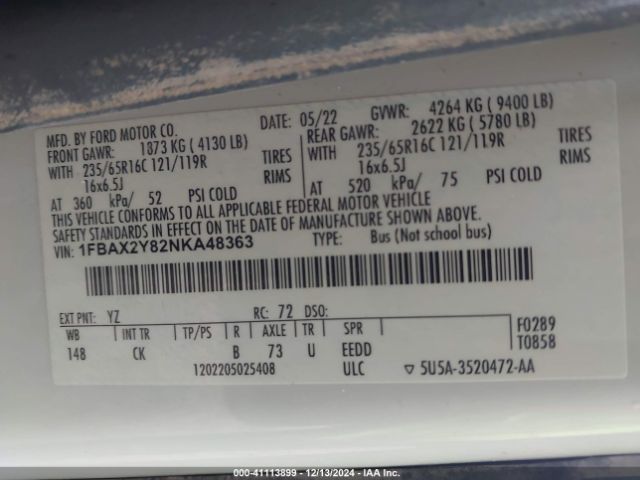 MFD. BY FORD MOTOR CO. DATE: 05/22 GVWR: 4264 KG ( 9400 LB)
FRONT GAWR: 1873 KG ( 4130 LB) REAR GAWR: 2622 KG ( 5780 LB)
WITH 235/65R16C 121/119R TIRES WITH 235/65R16C 121/119R TIRES
16x6.5J RIMS 16x6.5J RIMS
AT 360 kPa/ 52 PSI COLD AT 520 kPa/ 75 PSI COLD
THIS VEHICLE CONFORMS TO ALL APPLICABLE FEDERAL MOTOR VEHICLE
SAFETY STANDARDS IN EFFECT ON THE DATE OF MANUFACTURE SHOWN ABOVE.
VIN: 1FBAX2Y82NKA48363 TYPE: Bus (Not school bus)
EXT PNT: YZ RC: 72 DSO:
WB INT TR TP/PS R AXLE TR SPR F0289
148 CK B 73 U EEDD T0858
1202205025408 ULC ▽ 5U5A-3520472-AA
000-41113899 - 12/13/2024 - IAA Inc.